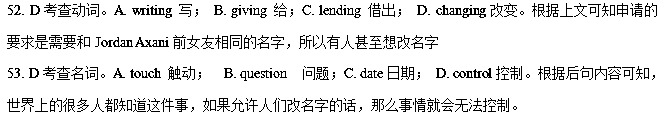 52. D 考查动词。A. writing 写； B. giving 给；C. lending 借出； D. changing 改变。根据上文可知申请的
要求是需要和 Jordan Axani 前女友相同的名字，所以有人甚至想改名字
53. D 考查名词。A. touch 触动； B. question 问题；C. date 日期； D. control 控制。根据后句内容可知，
世界上的很多人都知道这件事，如果允许人们改名字的话，那么事情就会无法控制。